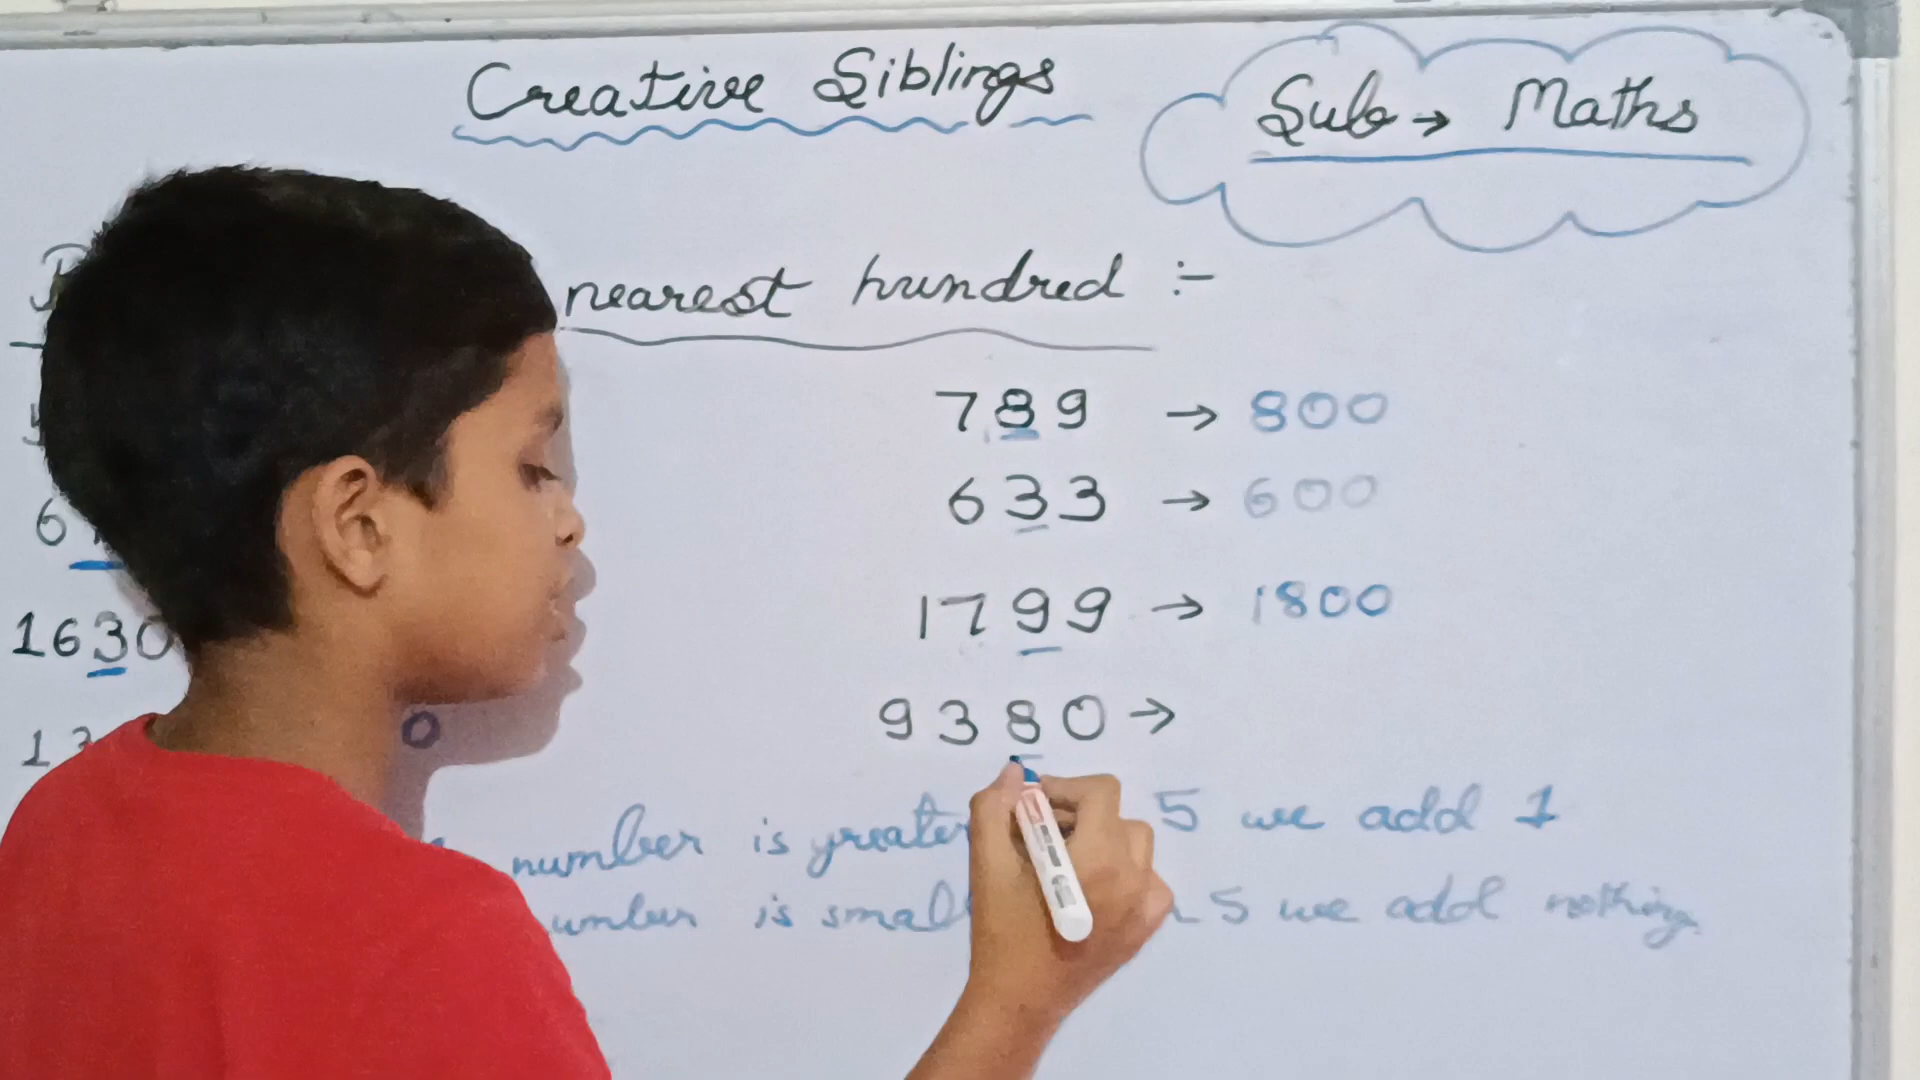 Creative Siblings
Sub → Maths
nearest hundred :-
789 → 800
633 → 600
1799 → 1800
1630
9380 →
number is greater 5 we add 1
number is small 5 we add nothing